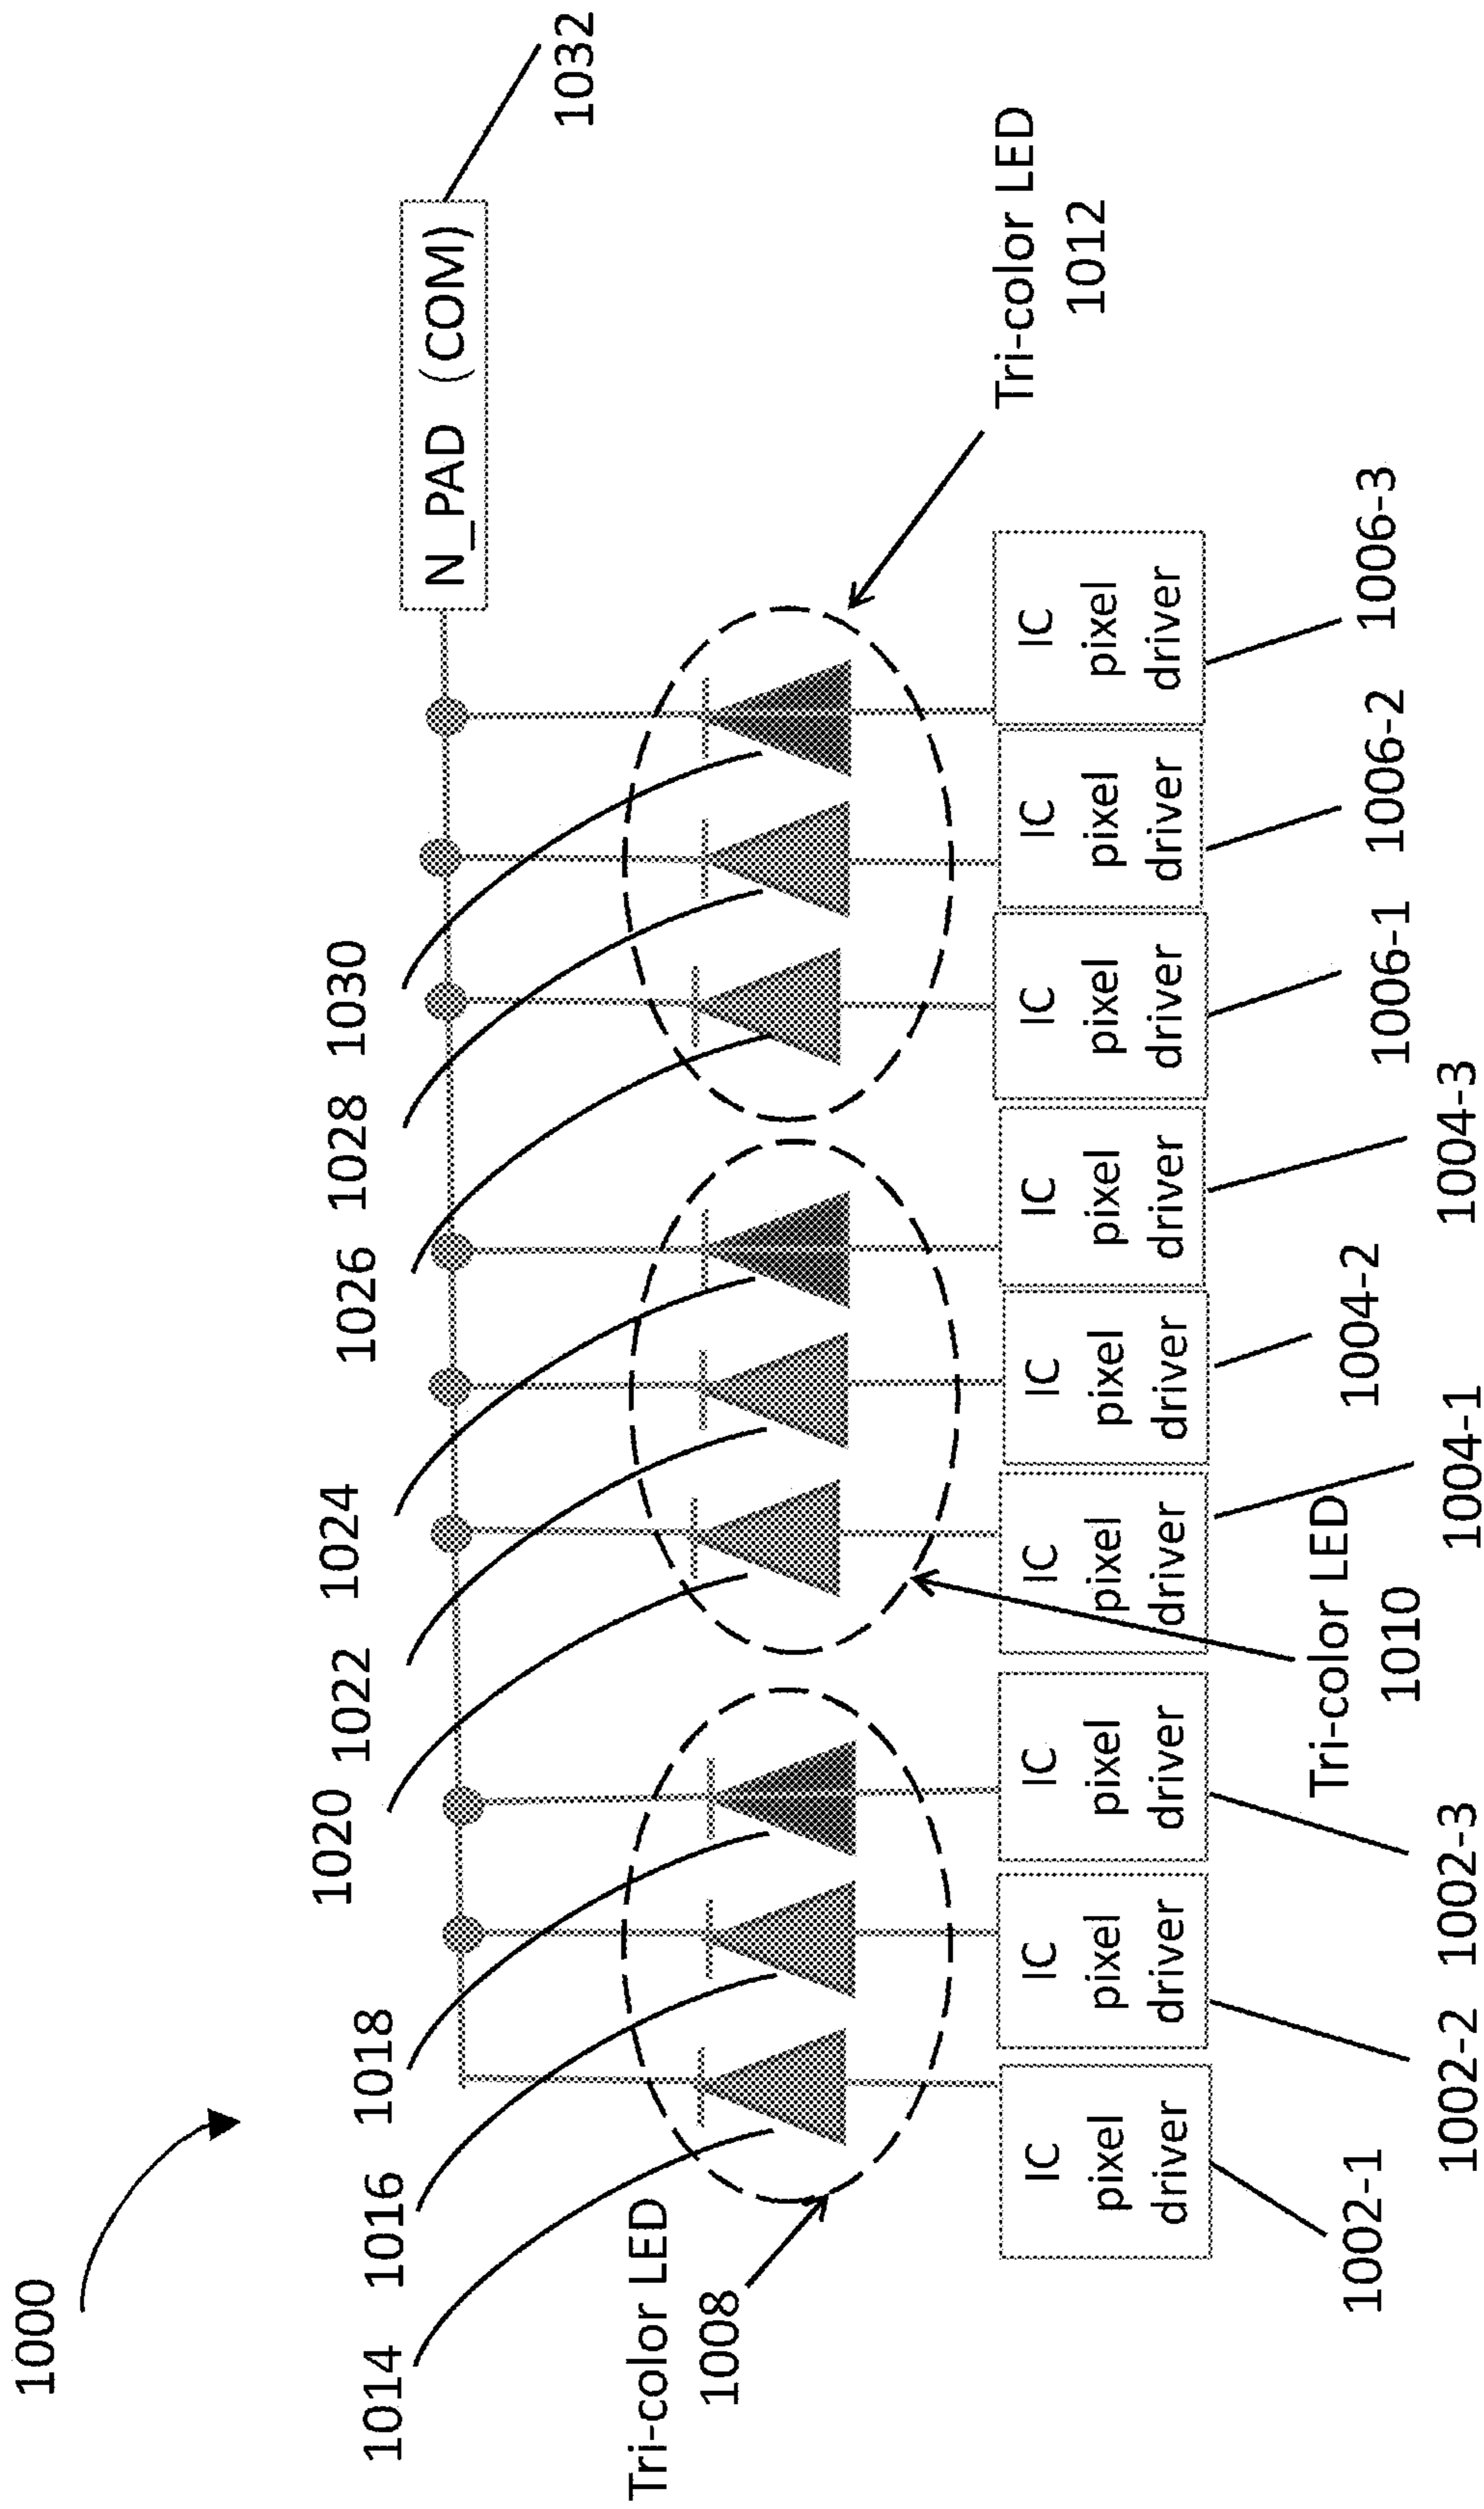 1000
N_PAD (COM)
1032
1014
1016
1018
1020
1022
1024
1026
1028
1030
Tri-color LED
1008
Tri-color LED
1012
IC
pixel
driver
IC
pixel
driver
IC
pixel
driver
IC
pixel
driver
IC
pixel
driver
IC
pixel
driver
IC
pixel
driver
IC
pixel
driver
IC
pixel
driver
Tri-color LED
1010
1002-1
1002-2
1002-3
1004-1
1004-2
1004-3
1006-1
1006-2
1006-3